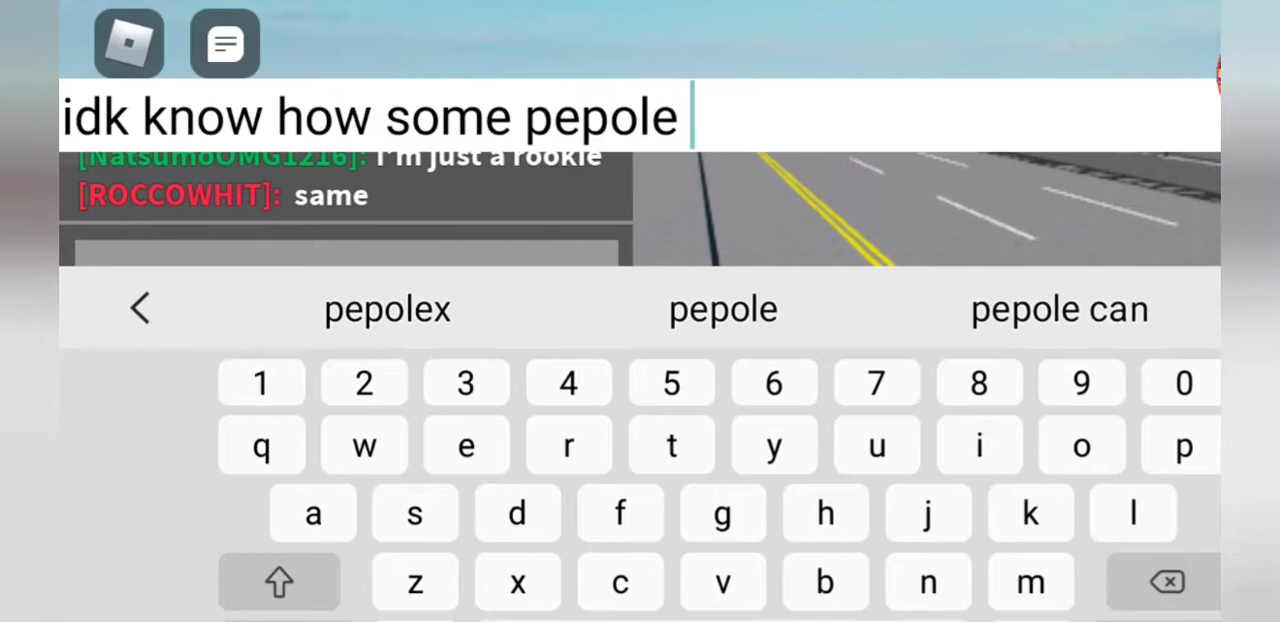 idk know how some pepole
[NatsumoOMG1216]: I'm just a rookie
[ROCCOWHIT]: same
pepolex pepole pepole can
1 2 3 4 5 6 7 8 9 0
q w e r t y u i o p
a s d f g h j k l
z x c v b n m